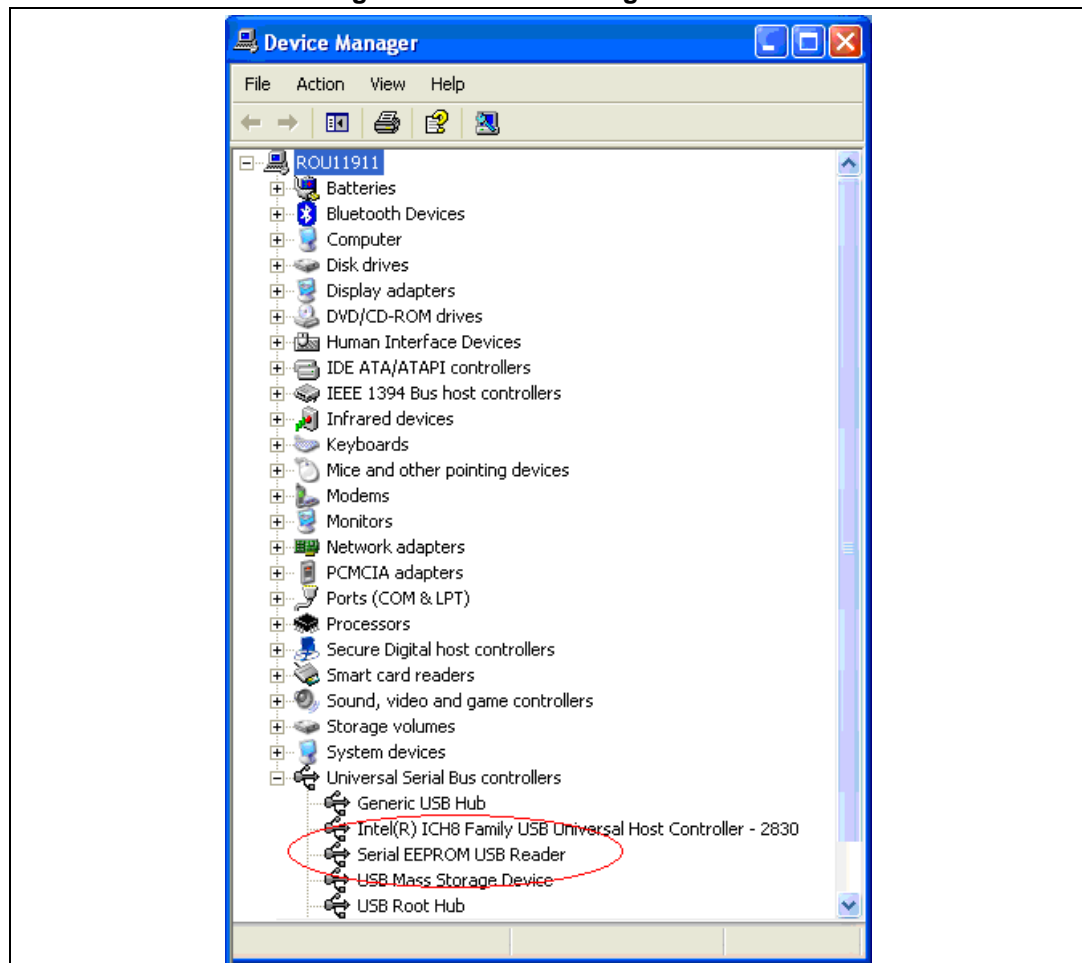 Device Manager
File Action View Help
ROU11911
Batteries
Bluetooth Devices
Computer
Disk drives
Display adapters
DVD/CD-ROM drives
Human Interface Devices
IDE ATA/ATAPI controllers
IEEE 1394 Bus host controllers
Infrared devices
Keyboards
Mice and other pointing devices
Modems
Monitors
Network adapters
PCMCIA adapters
Ports (COM & LPT)
Processors
Secure Digital host controllers
Smart card readers
Sound, video and game controllers
Storage volumes
System devices
Universal Serial Bus controllers
Generic USB Hub
Intel(R) ICH8 Family USB Universal Host Controller - 2830
Serial EEPROM USB Reader
USB Mass Storage Device
USB Root Hub